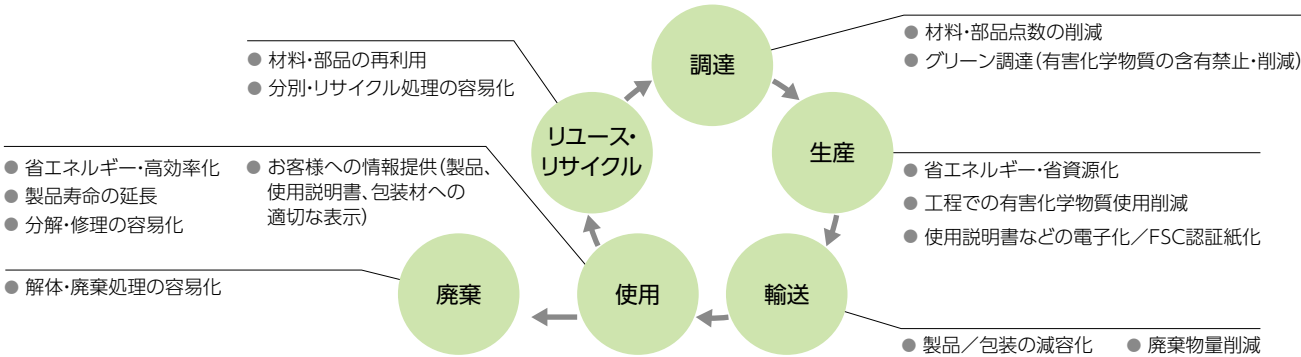 調達
● 材料・部品点数の削減
● グリーン調達(有害化学物質の含有禁止・削減)
生産
● 省エネルギー・省資源化
● 工程での有害化学物質使用削減
● 使用説明書などの電子化／FSC認証紙化
輸送
● 製品／包装の減容化 ● 廃棄物量削減
使用
● 省エネルギー・高効率化
● 製品寿命の延長
● 分解・修理の容易化
● お客様への情報提供(製品、
使用説明書、包装材への
適切な表示)
廃棄
● 解体・廃棄処理の容易化
リユース・
リサイクル
● 材料・部品の再利用
● 分別・リサイクル処理の容易化